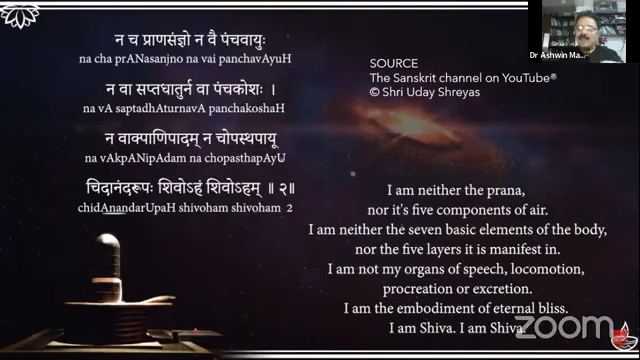 न च प्राणसंज्ञो न वै पंचवायुः
na cha prANasanjno na vai panchavAyuH
न वा सप्तधातुर्न वा पंचकोशः ।
na vA saptadhAturnavA panchakoshaH
न वाक्पाणिपादम् न चोपस्थपायू
na vAkpANipAdam na chopasthapAyU
चिदानंदरूपः शिवोऽहं शिवोऽहम् ॥ २॥
chidAnandarUpaH shivoham shivoham 2
SOURCE
The Sanskrit channel on YouTube®
© Shri Uday Shreyas
I am neither the prana,
nor it's five components of air.
I am neither the seven basic elements of the body,
nor the five layers it is manifest in.
I am not my organs of speech, locomotion,
procreation or excretion.
I am the embodiment of eternal bliss.
I am Shiva. I am Shiva.
Dr Ashwin Ma...
zoom